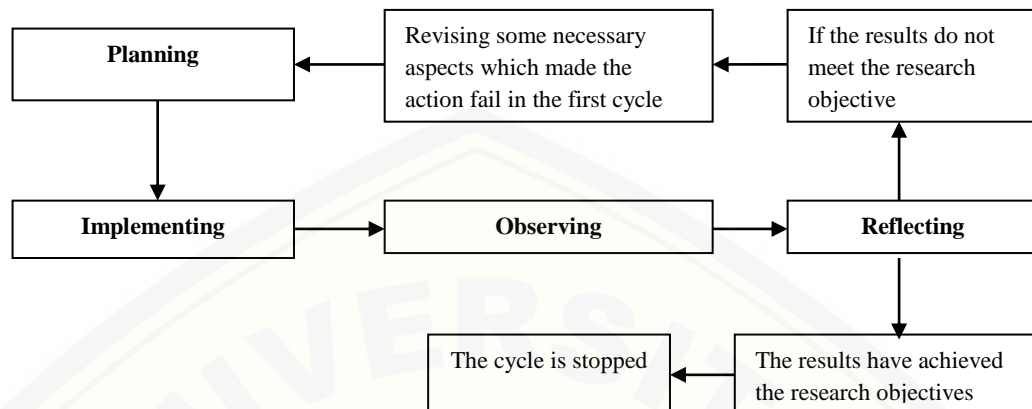 Planning
Revising some necessary
aspects which made the
action fail in the first cycle
If the results do not
meet the research
objective
Implementing
Observing
Reflecting
The cycle is stopped
The results have achieved
the research objectives